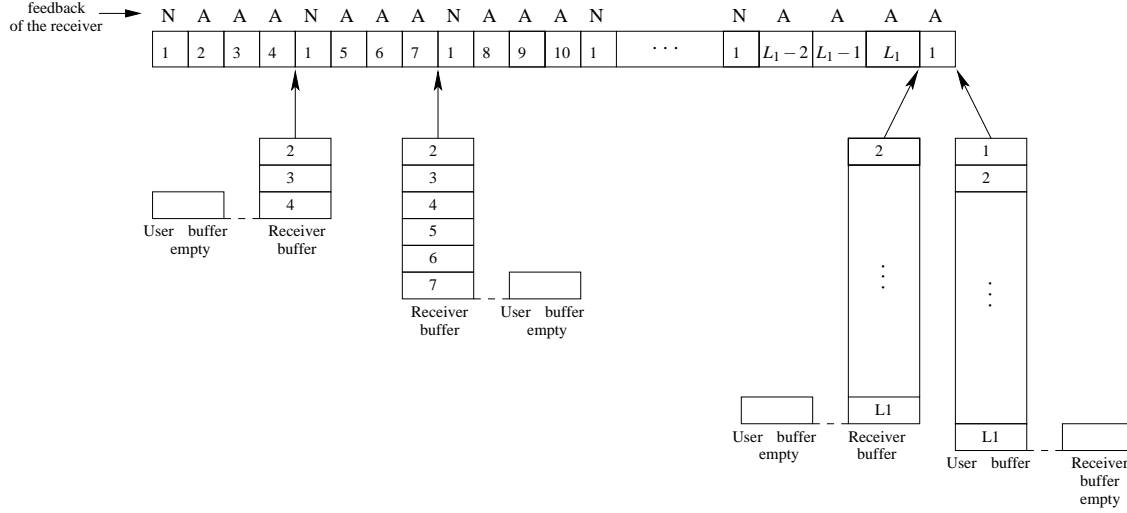 feedback
of the receiver
N A A A N A A A N A A A N N A A A A
1 2 3 4 1 5 6 7 1 8 9 10 1 · · · 1 L₁ − 2 L₁ − 1 L₁ 1
2
3
4
User buffer
empty
Receiver
buffer
2
3
4
5
6
7
Receiver
buffer
User buffer
empty
2
⋮
L1
User buffer
empty
Receiver
buffer
1
2
⋮
L1
User buffer
Receiver
buffer
empty